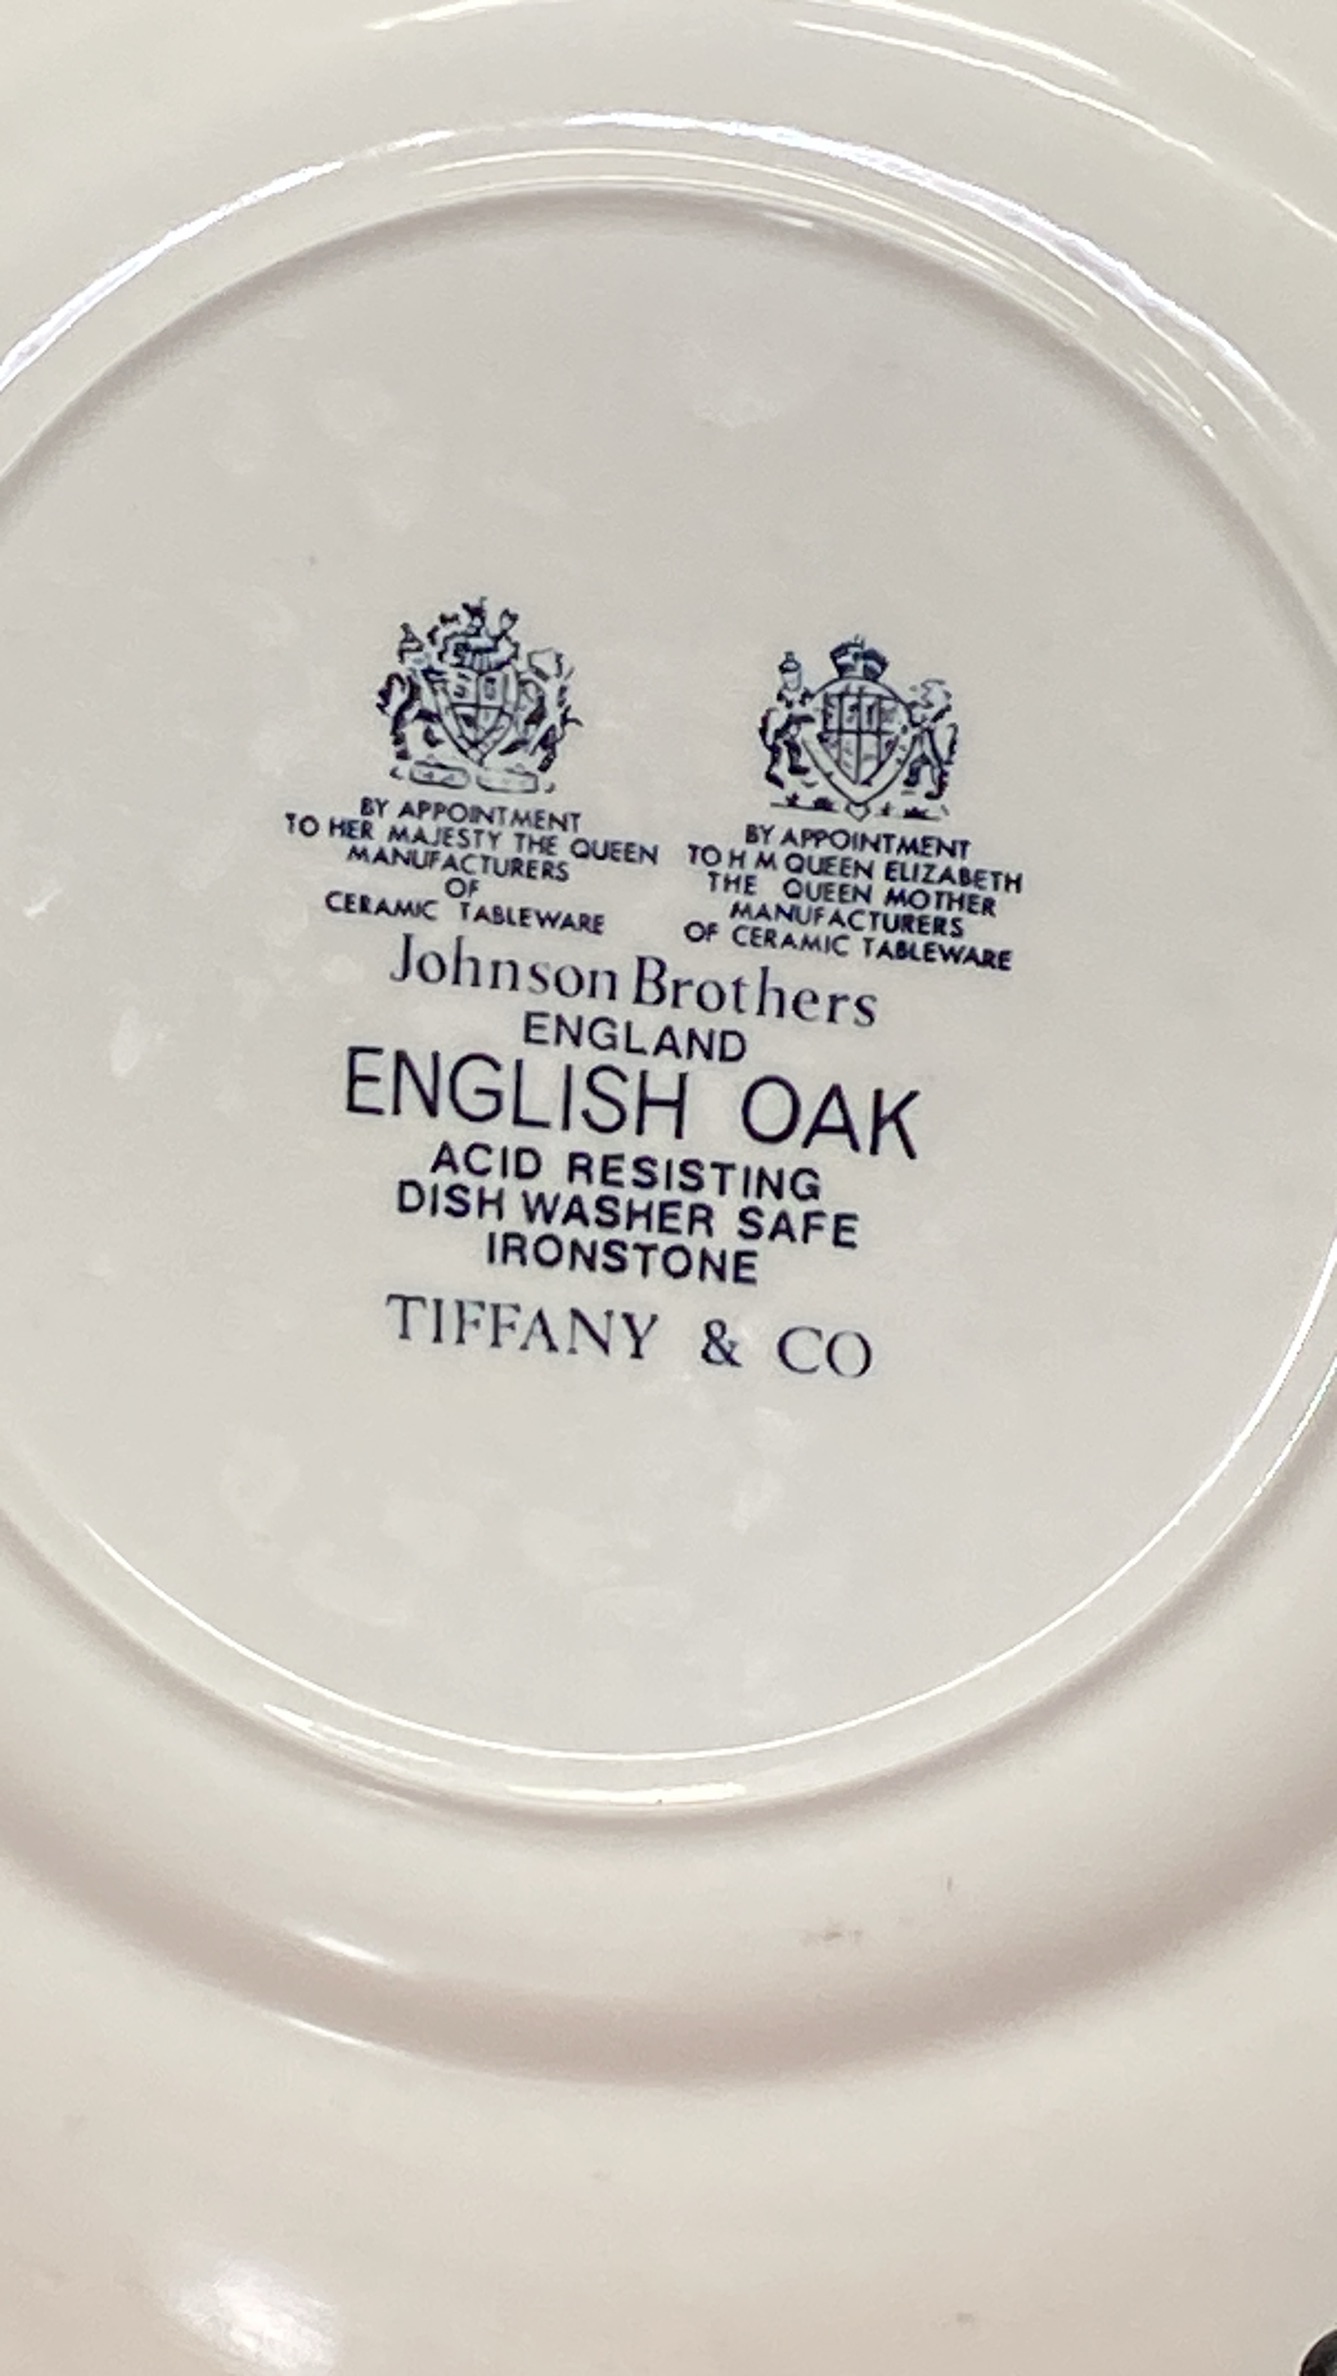 BY APPOINTMENT
TO HER MAJESTY THE QUEEN
MANUFACTURERS
OF
CERAMIC TABLEWARE
BY APPOINTMENT
TO H M QUEEN ELIZABETH
THE QUEEN MOTHER
MANUFACTURERS
OF CERAMIC TABLEWARE
Johnson Brothers
ENGLAND
ENGLISH OAK
ACID RESISTING
DISH WASHER SAFE
IRONSTONE
TIFFANY & CO